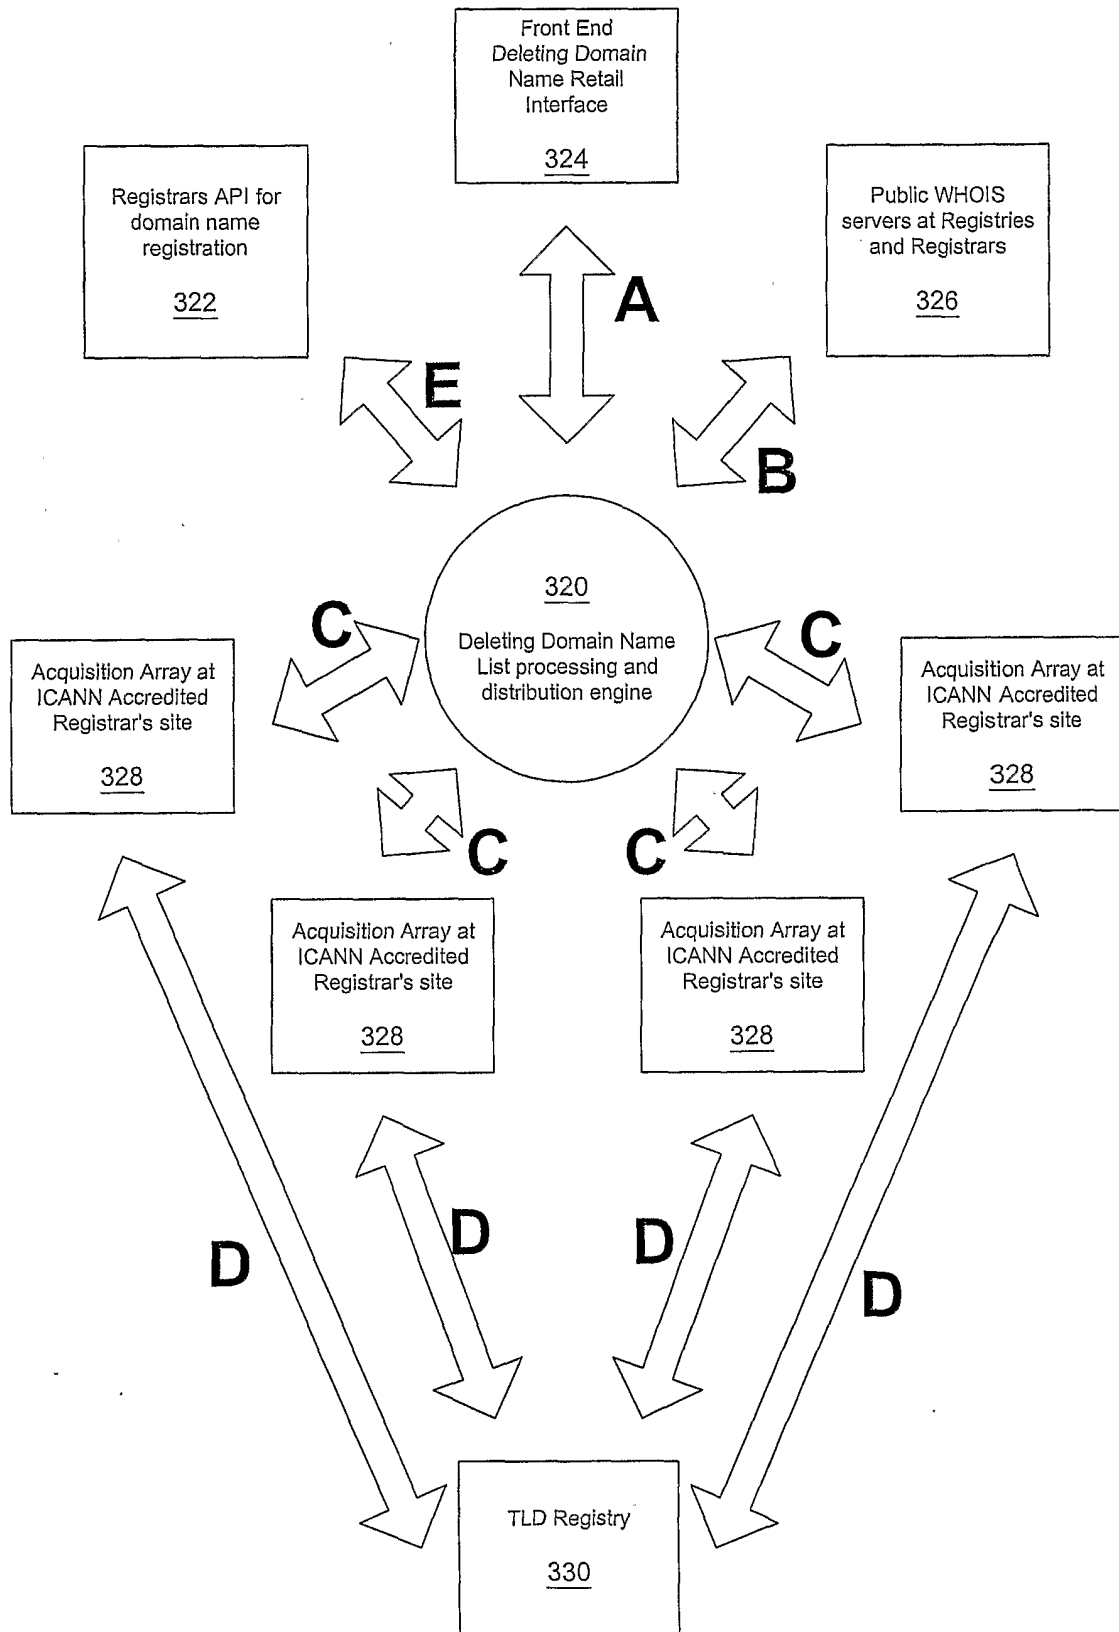 Front End
Deleting Domain
Name Retail
Interface
324
Registrars API for
domain name
registration
322
Public WHOIS
servers at Registries
and Registrars
326
A
E
B
320
Deleting Domain Name
List processing and
distribution engine
C
C
Acquisition Array at
ICANN Accredited
Registrar's site
328
Acquisition Array at
ICANN Accredited
Registrar's site
328
C
C
Acquisition Array at
ICANN Accredited
Registrar's site
328
Acquisition Array at
ICANN Accredited
Registrar's site
328
D
D
D
D
TLD Registry
330